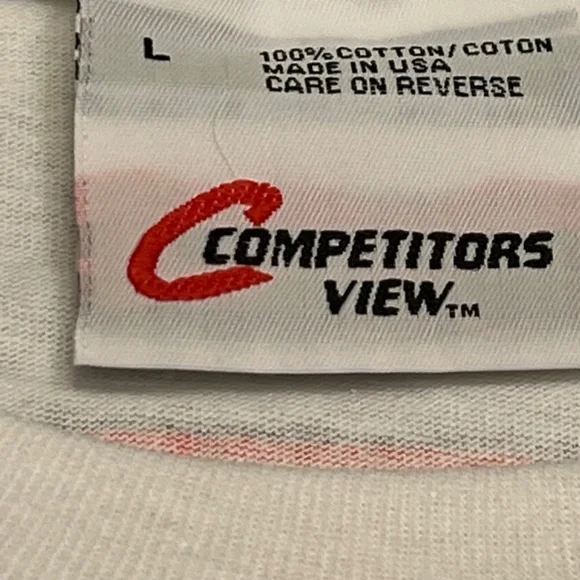 L
100% COTTON/COTON
MADE IN USA
CARE ON REVERSE
COMPETITORS
VIEW™